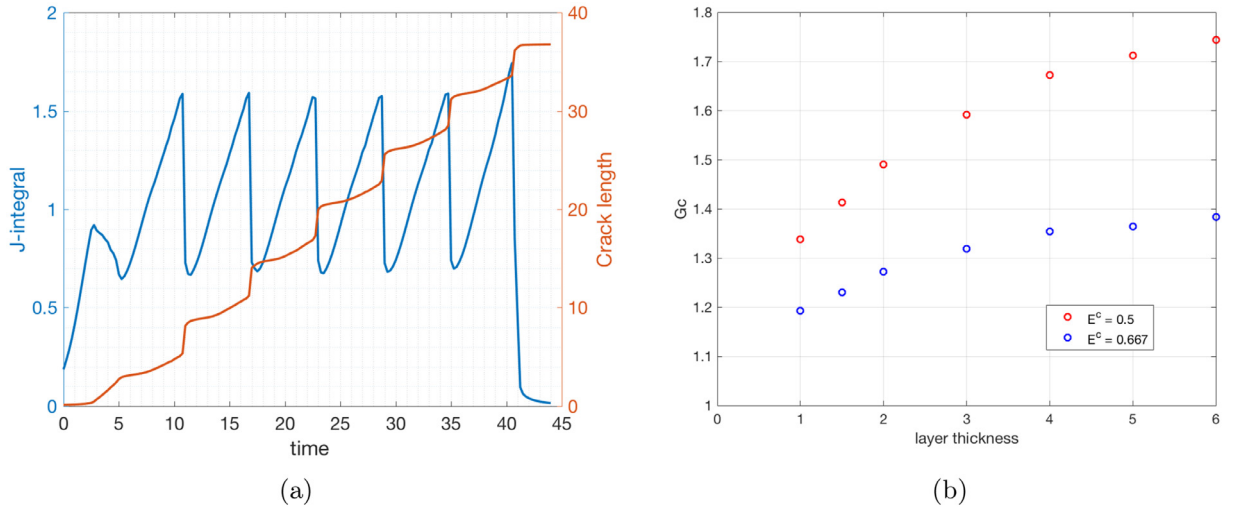 2
1.5
1
0.5
0
J-integral
40
30
20
10
0
Crack length
0 5 10 15 20 25 30 35 40 45
time
(a)
1.8
1.7
1.6
1.5
1.4
1.3
1.2
1.1
1
Gc
E^c = 0.5
E^c = 0.667
0 1 2 3 4 5 6
layer thickness
(b)